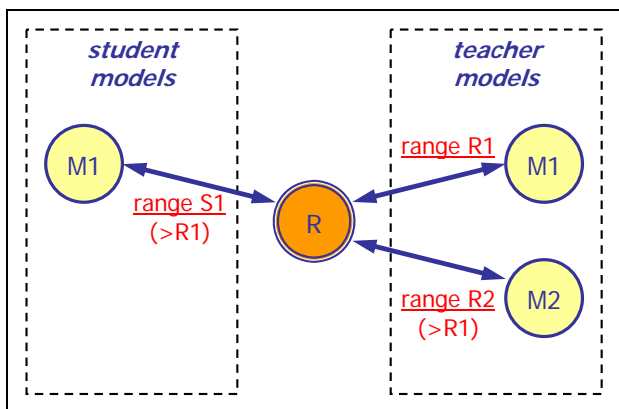 student
models
teacher
models
M1
range S1
(>R1)
R
range R1
M1
range R2
(>R1)
M2